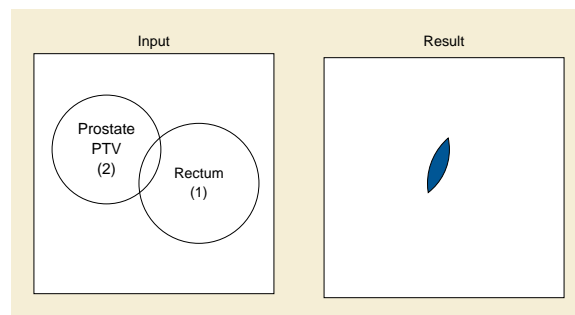 Input
Result
Prostate
PTV
(2)
Rectum
(1)